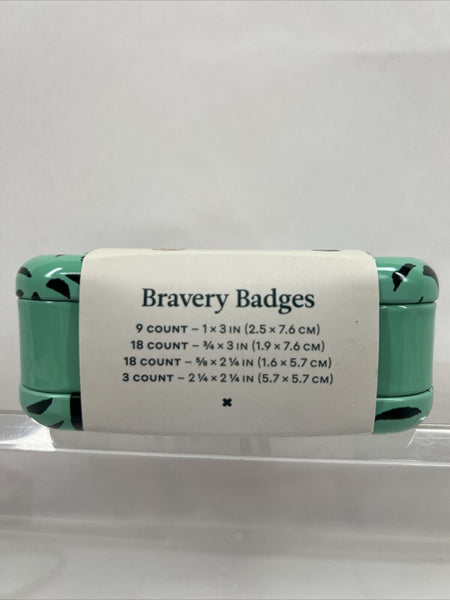 Bravery Badges
9 COUNT – 1 × 3 IN (2.5 × 7.6 CM)
18 COUNT – ¾ × 3 IN (1.9 × 7.6 CM)
18 COUNT – ⅝ × 2 ¼ IN (1.6 × 5.7 CM)
3 COUNT – 2 ¼ × 2 ¼ IN (5.7 × 5.7 CM)